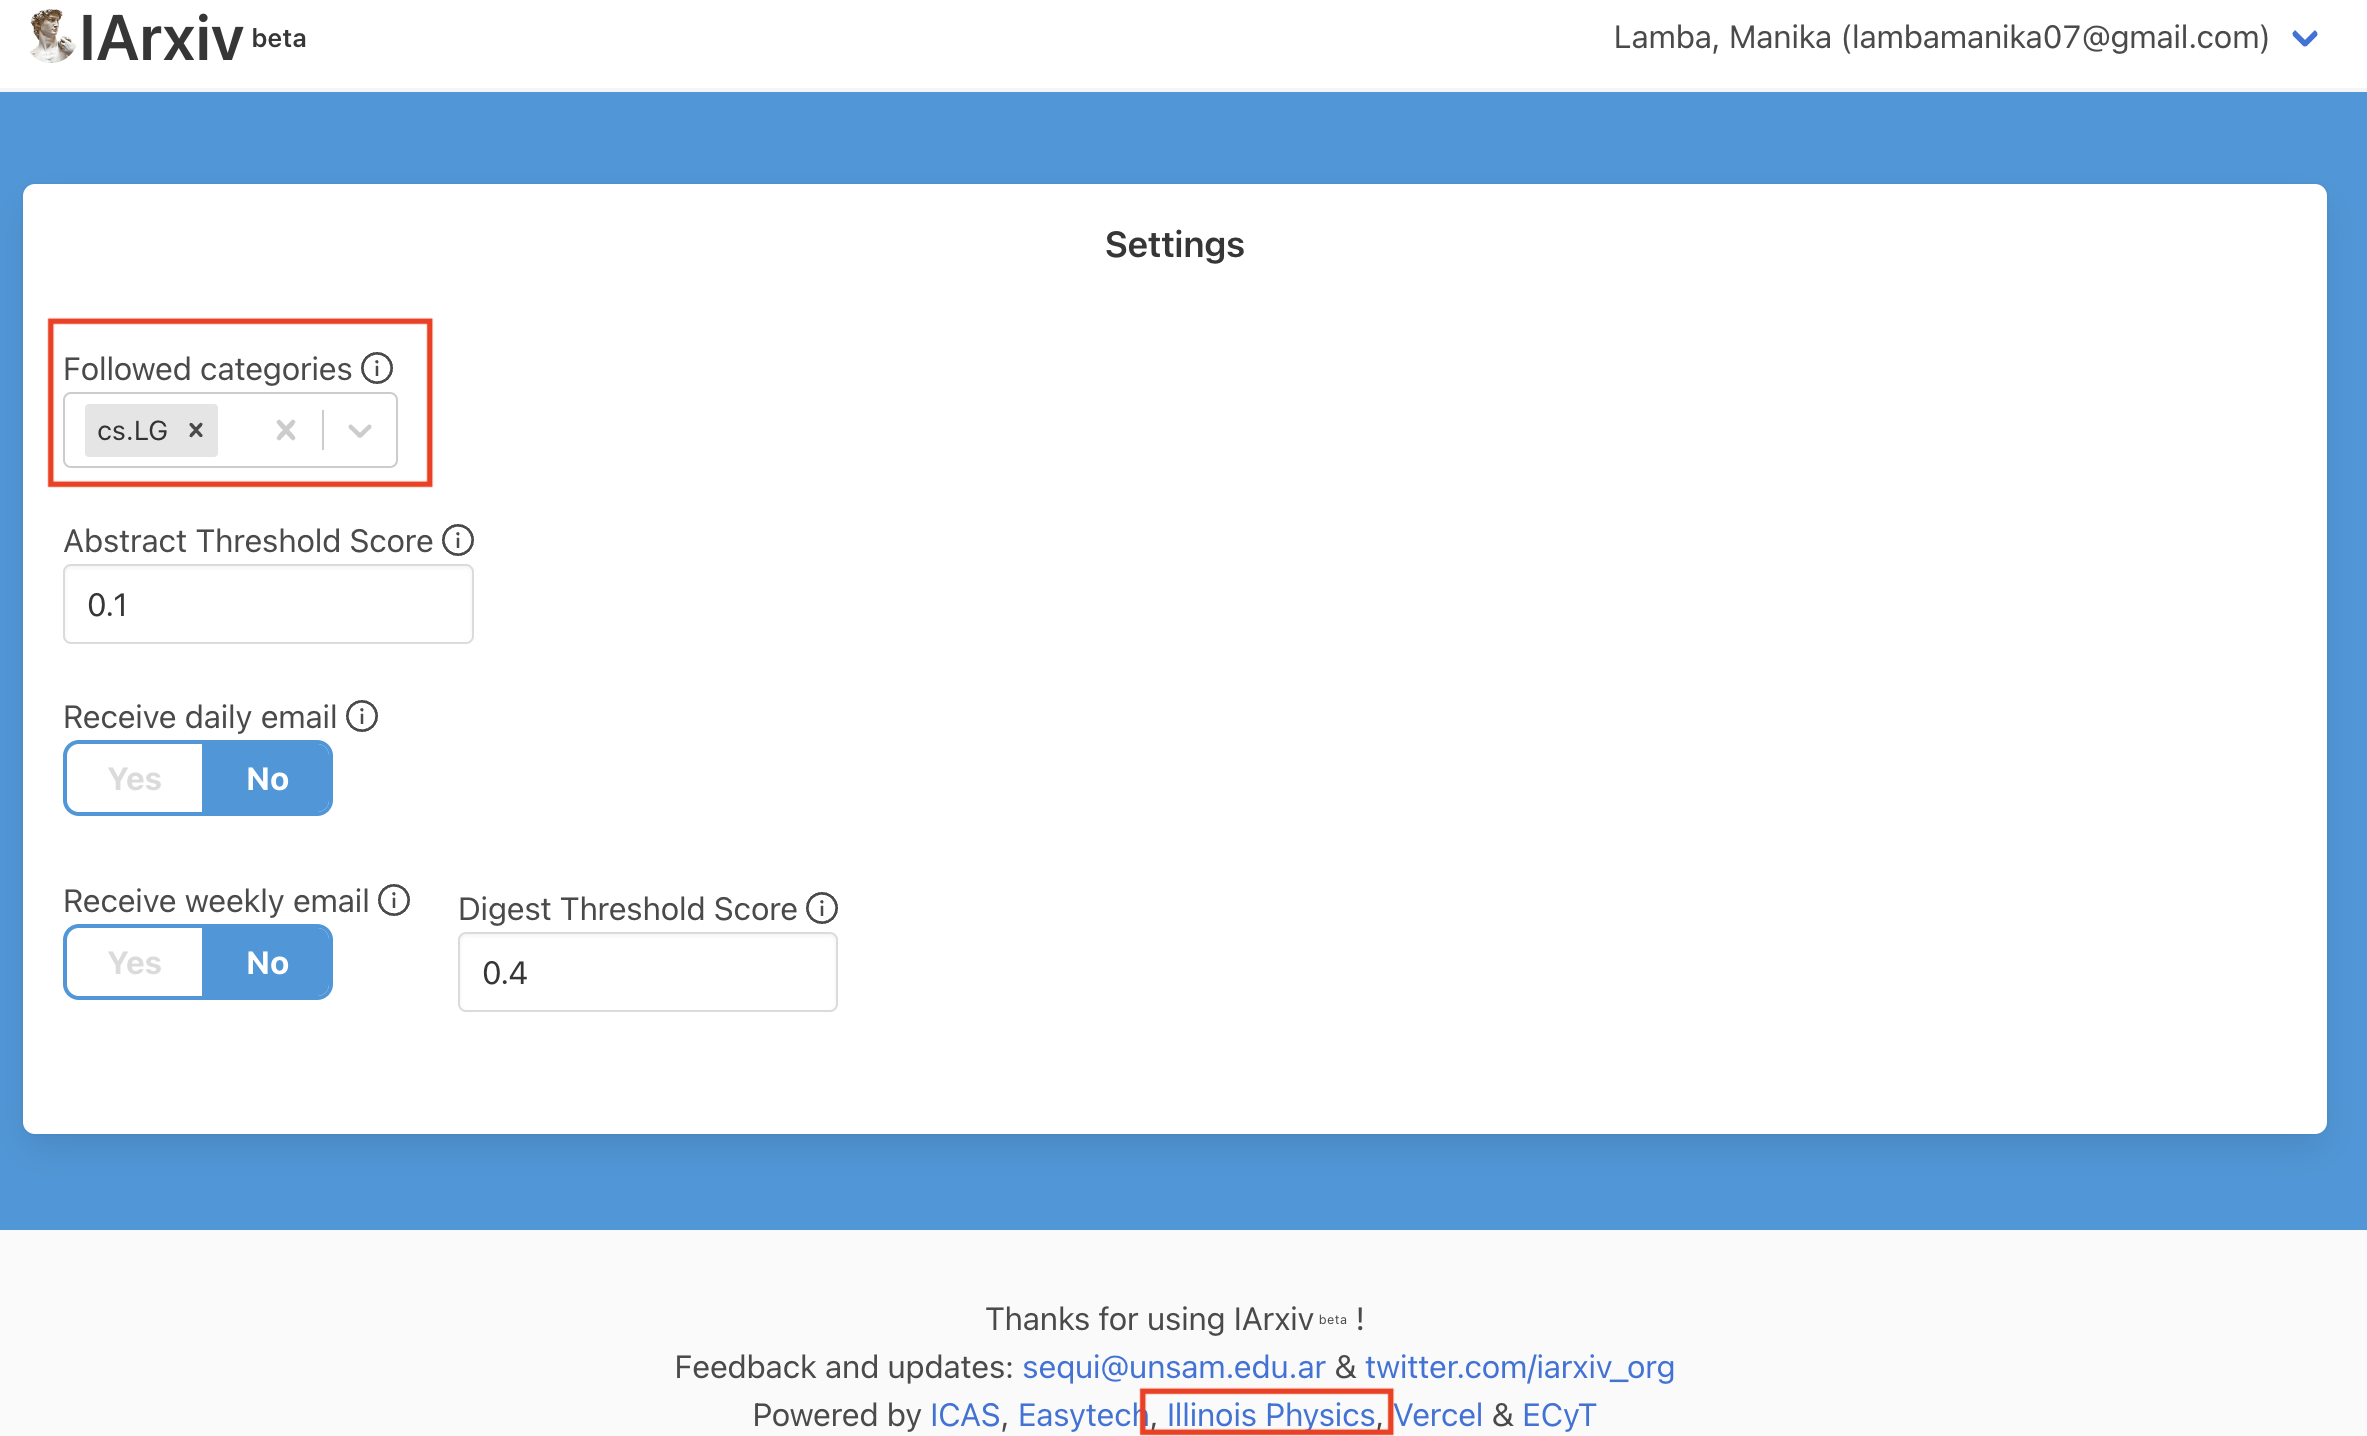 IArxiv beta
Lamba, Manika (lambamanika07@gmail.com)
Settings
Followed categories
cs.LG
Abstract Threshold Score
0.1
Receive daily email
Yes No
Receive weekly email
Yes No
Digest Threshold Score
0.4
Thanks for using IArxiv beta !
Feedback and updates: sequi@unsam.edu.ar & twitter.com/iarxiv_org
Powered by ICAS, Easytech, Illinois Physics, Vercel & ECyT